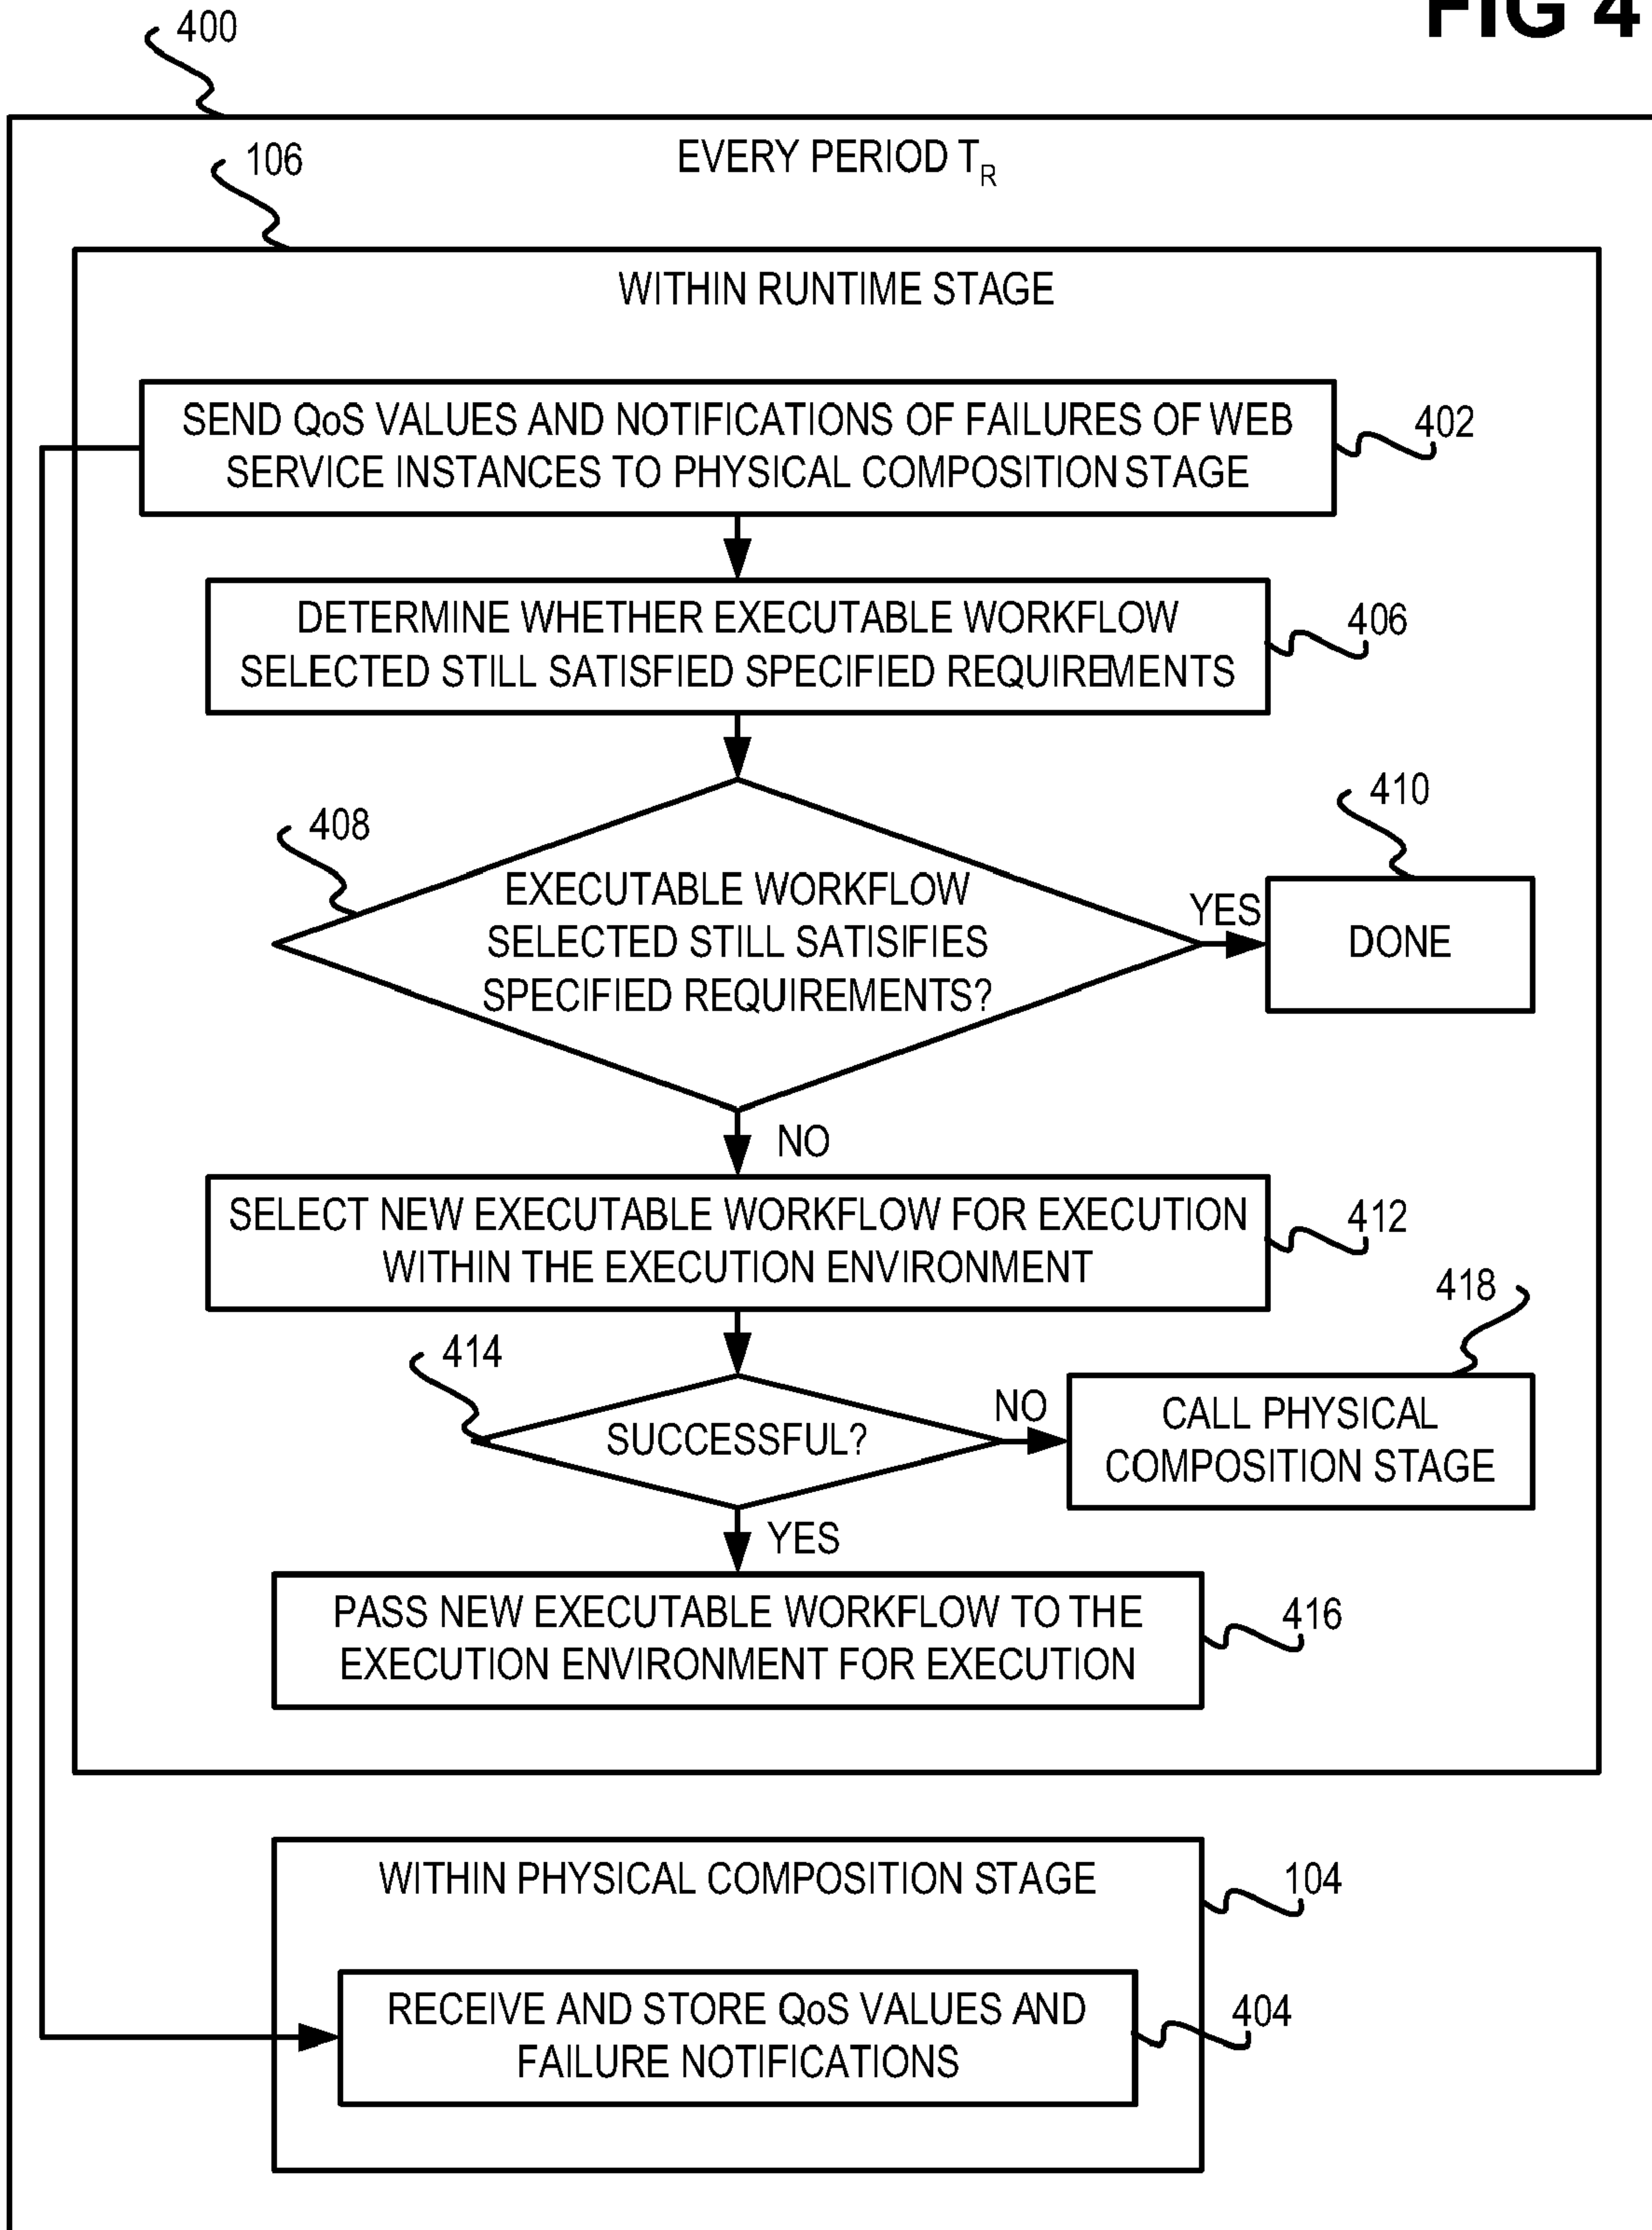 FIG 4
400
EVERY PERIOD TR
106
WITHIN RUNTIME STAGE
SEND QoS VALUES AND NOTIFICATIONS OF FAILURES OF WEB
SERVICE INSTANCES TO PHYSICAL COMPOSITION STAGE
402
DETERMINE WHETHER EXECUTABLE WORKFLOW
SELECTED STILL SATISFIED SPECIFIED REQUIREMENTS
406
408
EXECUTABLE WORKFLOW
SELECTED STILL SATISIFIES
SPECIFIED REQUIREMENTS?
YES
410
DONE
NO
SELECT NEW EXECUTABLE WORKFLOW FOR EXECUTION
WITHIN THE EXECUTION ENVIRONMENT
412
414
SUCCESSFUL?
NO
418
CALL PHYSICAL
COMPOSITION STAGE
YES
PASS NEW EXECUTABLE WORKFLOW TO THE
EXECUTION ENVIRONMENT FOR EXECUTION
416
WITHIN PHYSICAL COMPOSITION STAGE
104
RECEIVE AND STORE QoS VALUES AND
FAILURE NOTIFICATIONS
404